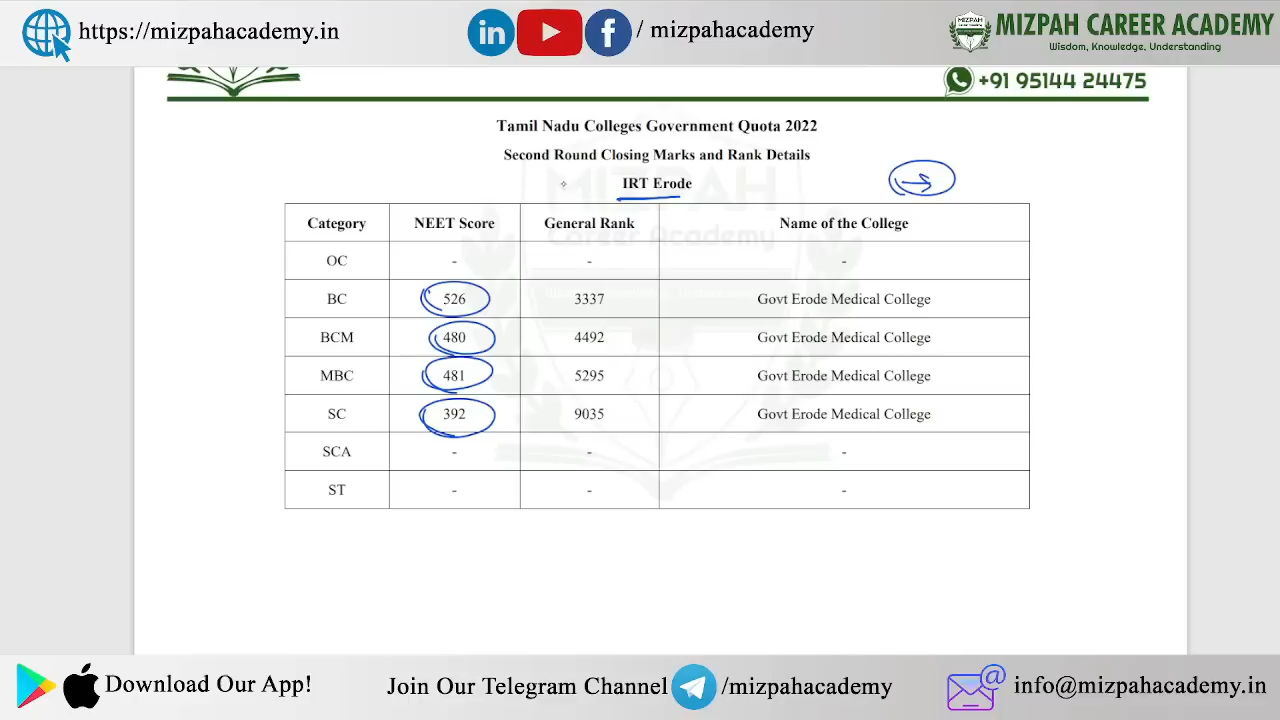 https://mizpahacademy.in
in
f
/ mizpahacademy
MIZPAH CAREER ACADEMY
Wisdom, Knowledge, Understanding
+91 95144 24475
Tamil Nadu Colleges Government Quota 2022
Second Round Closing Marks and Rank Details
IRT Erode
MIZPAH
Career Academy
Category NEET Score General Rank Name of the College
OC - - -
BC 526 3337 Govt Erode Medical College
BCM 480 4492 Govt Erode Medical College
MBC 481 5295 Govt Erode Medical College
SC 392 9035 Govt Erode Medical College
SCA - - -
ST - - -
Download Our App!
Join Our Telegram Channel /mizpahacademy
@ info@mizpahacademy.in